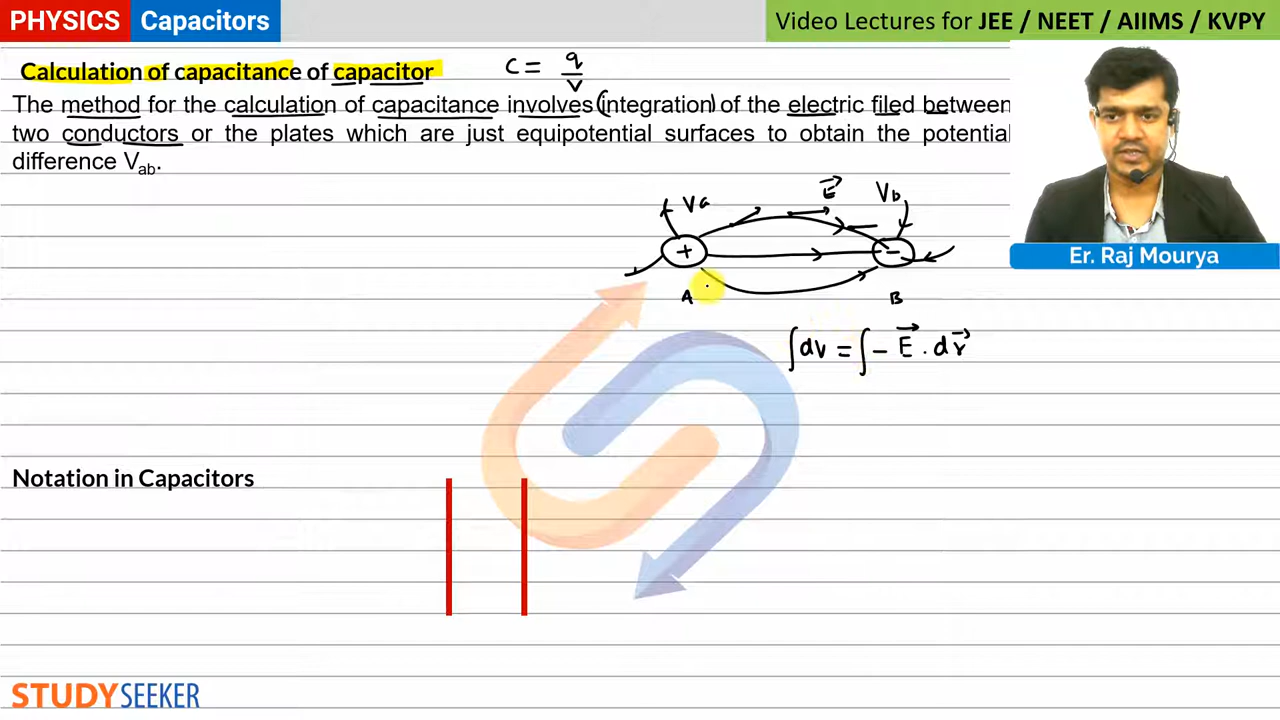 PHYSICS Capacitors
Video Lectures for JEE / NEET / AIIMS / KVPY
Calculation of capacitance of capacitor C = q/V
The method for the calculation of capacitance involves (integration) of the electric filed between
two conductors or the plates which are just equipotential surfaces to obtain the potential
difference Vab.
Er. Raj Mourya
E Vb
Va
+ -
A B
∫dv = ∫- E . dr
Notation in Capacitors
STUDYSEEKER